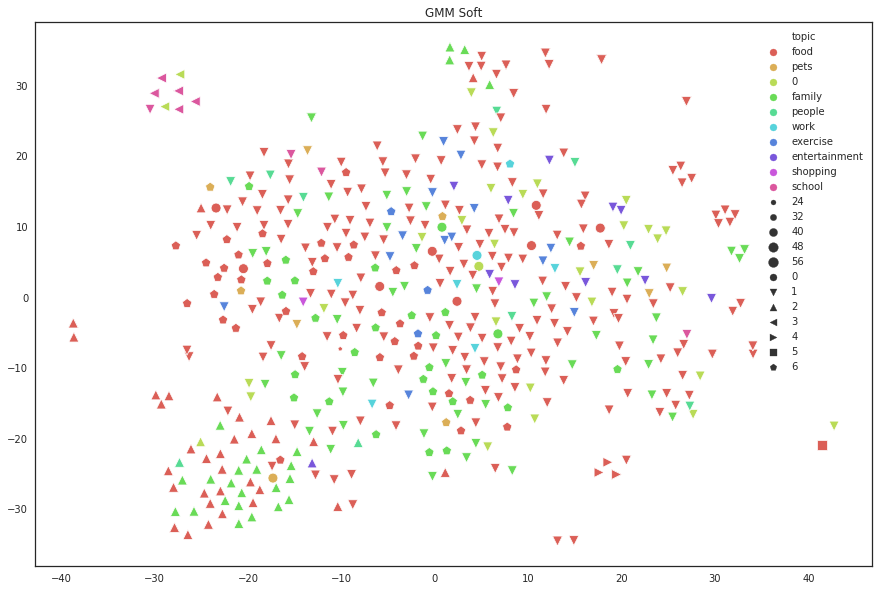 GMM Soft
topic
food
pets
0
family
people
work
exercise
entertainment
shopping
school
24
32
40
48
56
0
1
2
3
4
5
6
30
20
10
0
−10
−20
−30
−40
−30
−20
−10
0
10
20
30
40